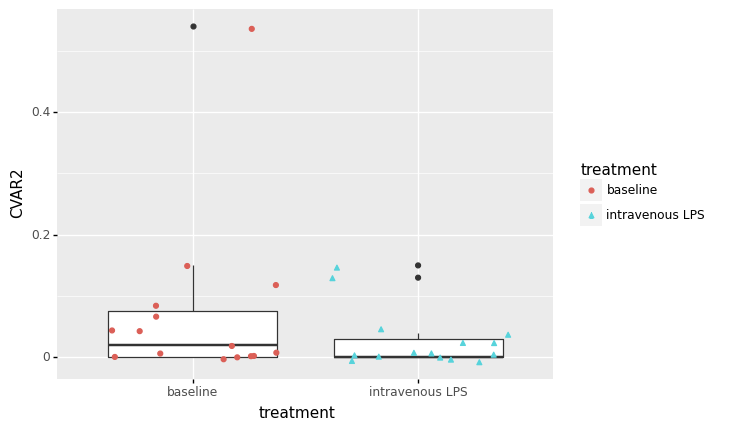 CVAR2
0.4
0.2
0
baseline
intravenous LPS
treatment
treatment
baseline
intravenous LPS